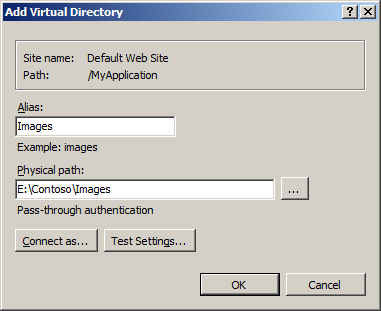 Add Virtual Directory
Site name: Default Web Site
Path: /MyApplication
Alias:
Images
Example: images
Physical path:
E:\Contoso\Images
...
Pass-through authentication
Connect as... Test Settings...
OK Cancel